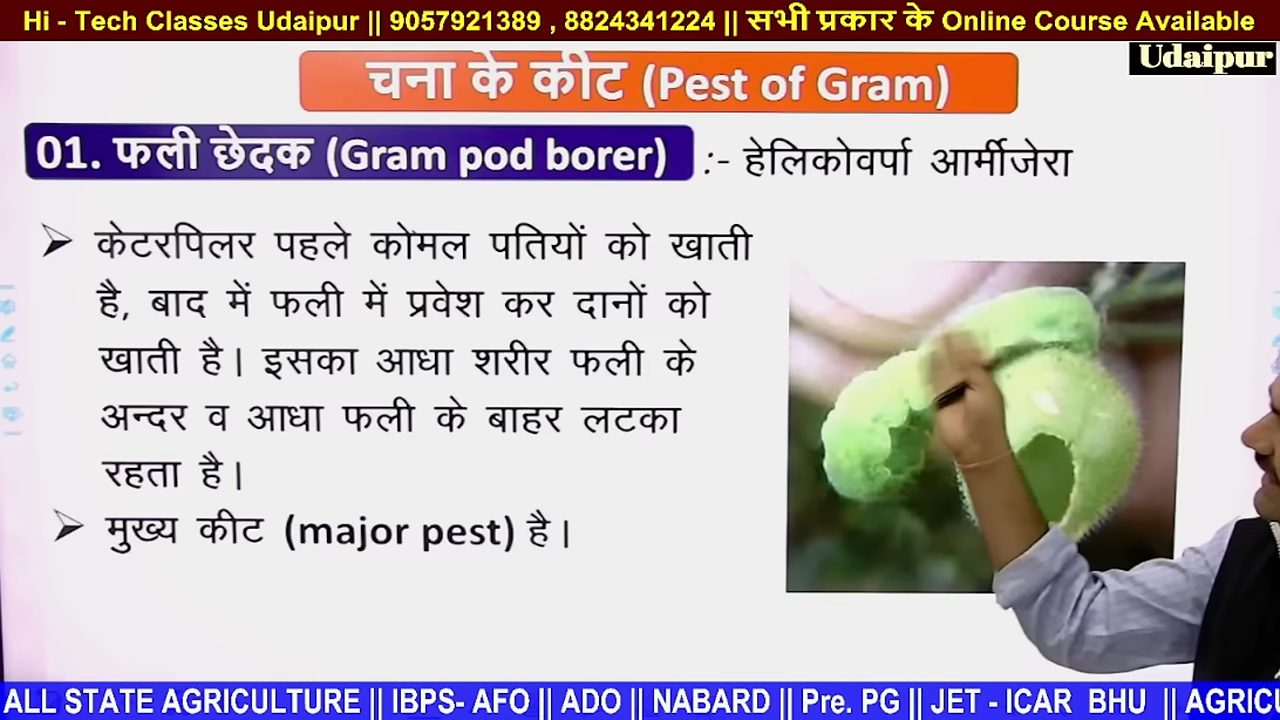 Hi - Tech Classes Udaipur || 9057921389 , 8824341224 || सभी प्रकार के Online Course Available
Udaipur
चना के कीट (Pest of Gram)
01. फली छेदक (Gram pod borer) :- हेलिकोवर्पा आर्मीजेरा
➢ केटरपिलर पहले कोमल पतियों को खाती
है, बाद में फली में प्रवेश कर दानों को
खाती है। इसका आधा शरीर फली के
अन्दर व आधा फली के बाहर लटका
रहता है।
➢ मुख्य कीट (major pest) है।
ALL STATE AGRICULTURE || IBPS- AFO || ADO || NABARD || Pre. PG || JET - ICAR BHU || AGRICU